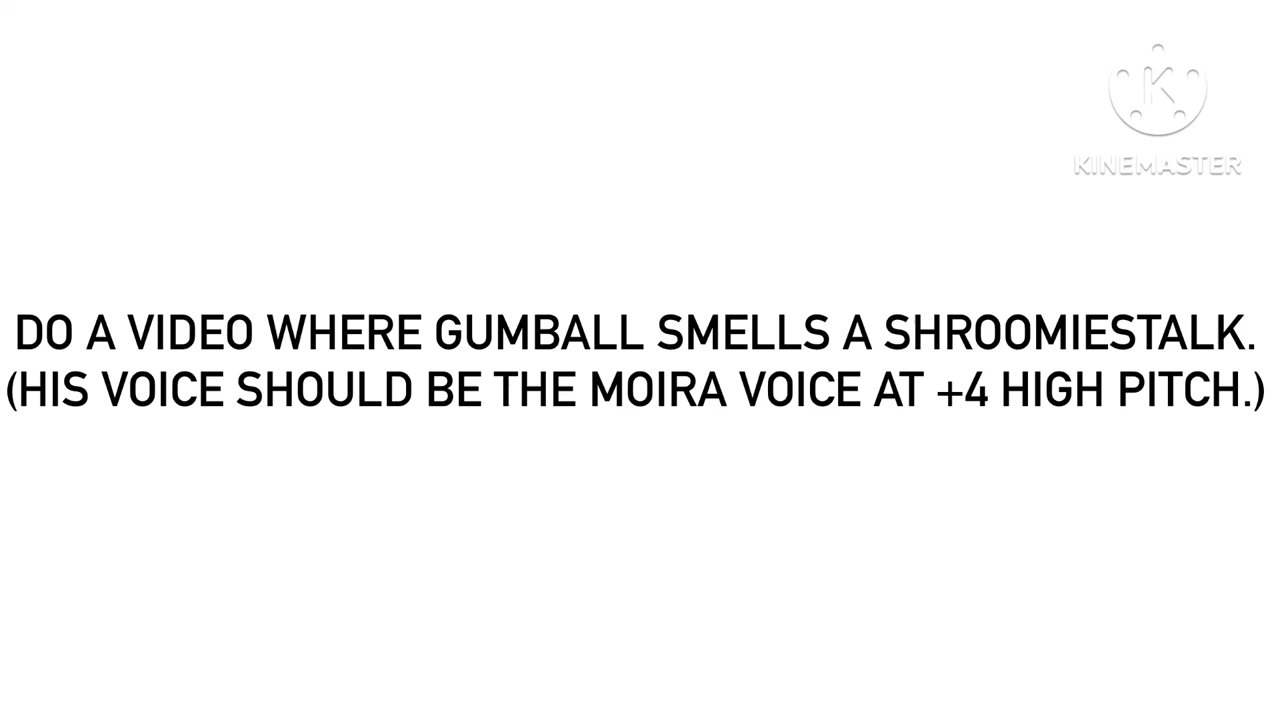 KINEMASTER
DO A VIDEO WHERE GUMBALL SMELLS A SHROOMIESTALK.
(HIS VOICE SHOULD BE THE MOIRA VOICE AT +4 HIGH PITCH.)